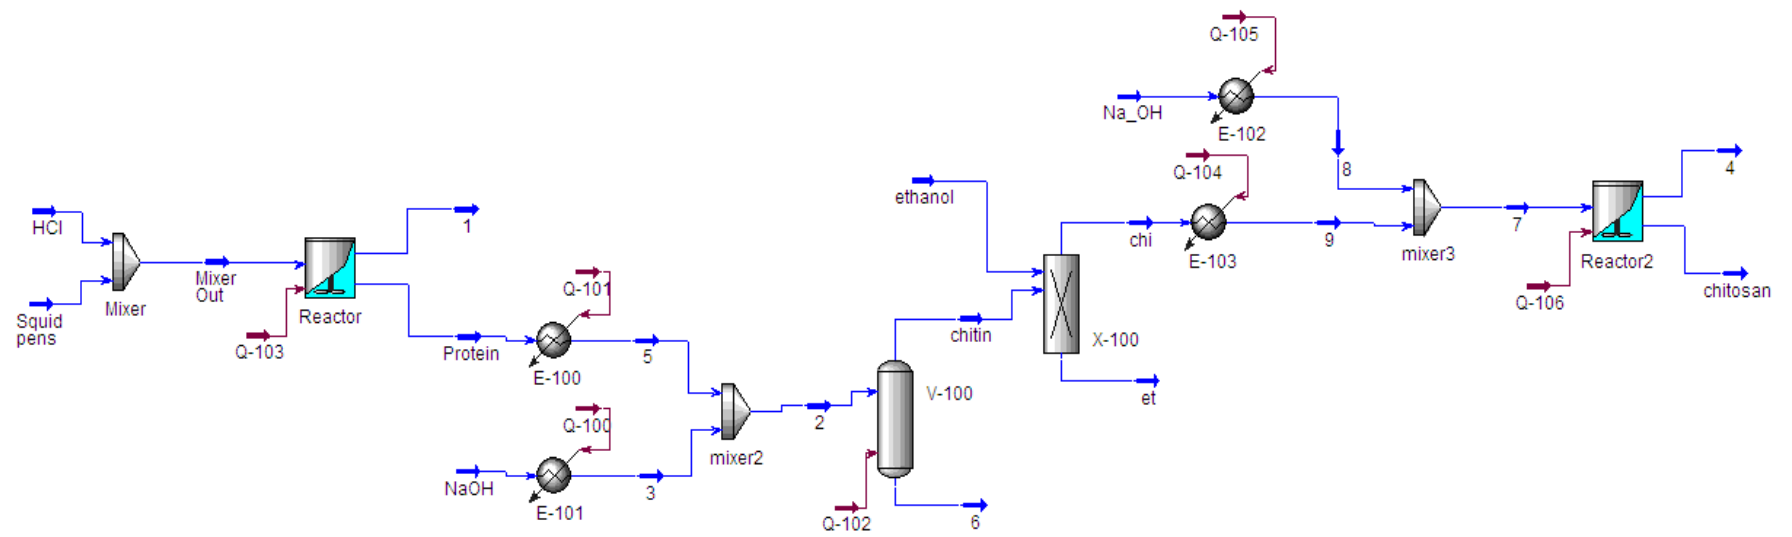 Q-105
Na_OH
E-102
Q-104
8
4
ethanol
HCl
1
chi
E-103
9
mixer3
7
Reactor2
Mixer
Out
Squid
pens
Mixer
Reactor
Q-101
Q-103
Q-106
chitosan
Protein
E-100
5
chitin
X-100
V-100
et
Q-100
2
mixer2
NaOH
E-101
3
Q-102
6